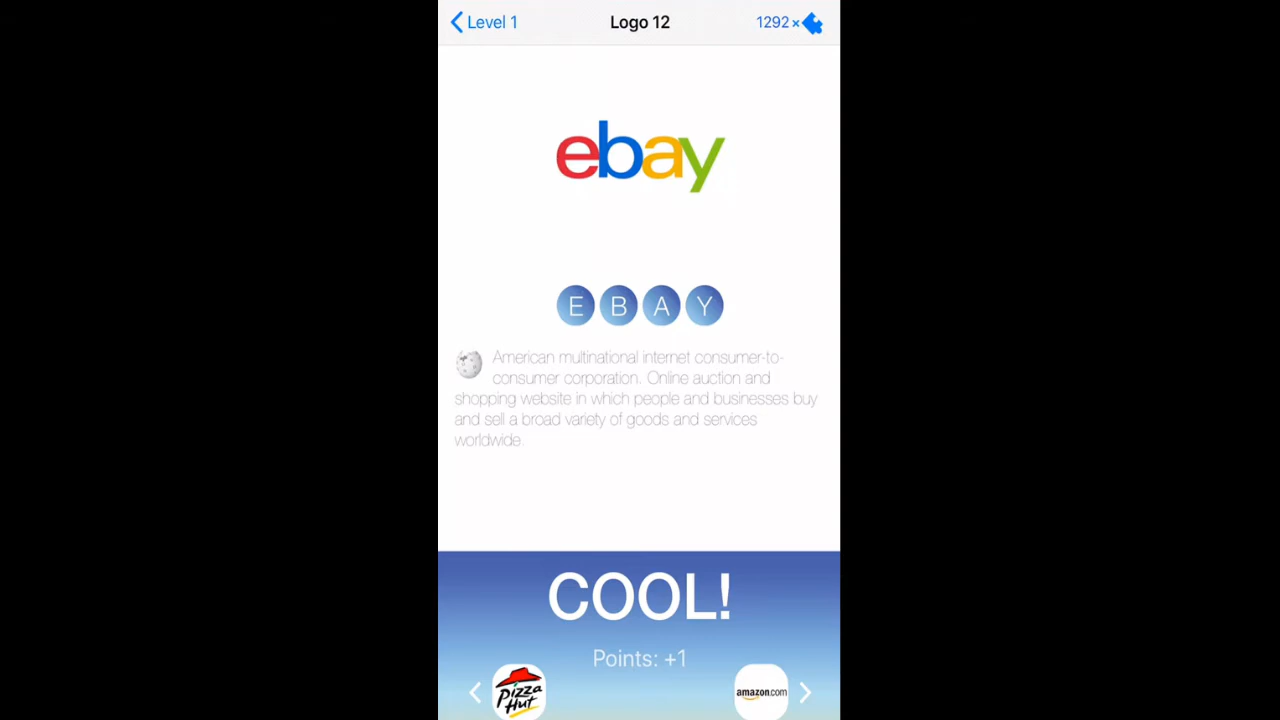 Level 1
Logo 12
1292 ×
ebay
E B A Y
American multinational internet consumer-to-
consumer corporation. Online auction and
shopping website in which people and businesses buy
and sell a broad variety of goods and services
worldwide.
COOL!
Points: +1
Pizza
Hut
amazon.com